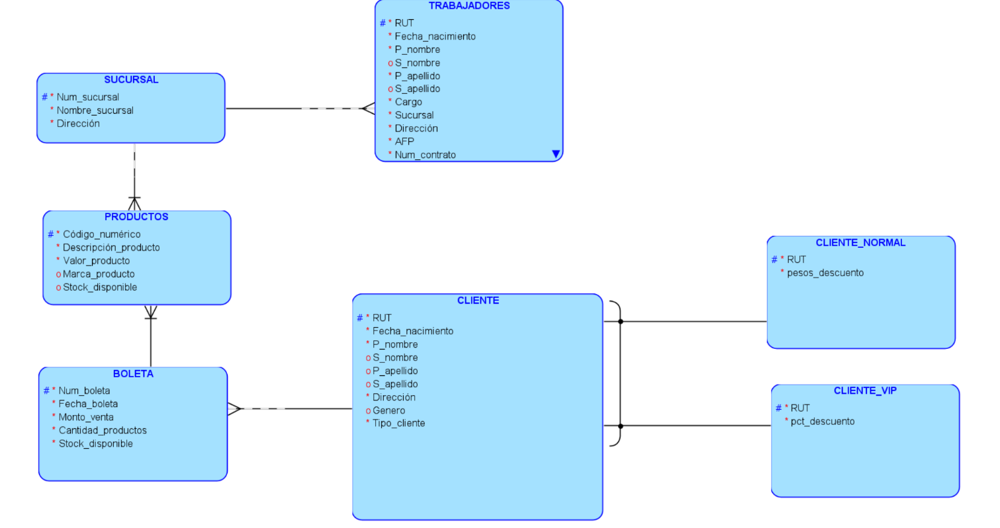 TRABAJADORES
# * RUT
* Fecha_nacimiento
* P_nombre
o S_nombre
* P_apellido
o S_apellido
* Cargo
* Sucursal
* Dirección
* AFP
* Num_contrato
SUCURSAL
# * Num_sucursal
* Nombre_sucursal
* Dirección
PRODUCTOS
# * Código_numérico
* Descripción_producto
* Valor_producto
o Marca_producto
o Stock_disponible
BOLETA
# * Num_boleta
* Fecha_boleta
* Monto_venta
* Cantidad_productos
* Stock_disponible
CLIENTE
# * RUT
* Fecha_nacimiento
* P_nombre
o S_nombre
o P_apellido
o S_apellido
* Dirección
o Genero
* Tipo_cliente
CLIENTE_NORMAL
# * RUT
* pesos_descuento
CLIENTE_VIP
# * RUT
* pct_descuento